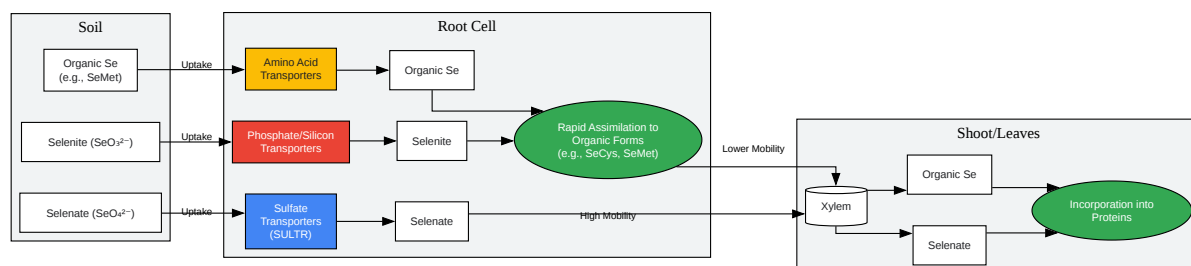 Soil
Root Cell
Organic Se
(e.g., SeMet)
Uptake
Amino Acid
Transporters
Organic Se
Selenite (SeO₃²⁻)
Uptake
Phosphate/Silicon
Transporters
Selenite
Rapid Assimilation to
Organic Forms
(e.g., SeCys, SeMet)
Selenate (SeO₄²⁻)
Uptake
Sulfate
Transporters
(SULTR)
Selenate
Lower Mobility
High Mobility
Shoot/Leaves
Xylem
Organic Se
Selenate
Incorporation into
Proteins